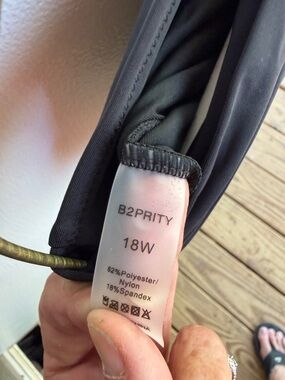 B2PRITY
18W
82%Polyester/
Nylon
18%Spandex